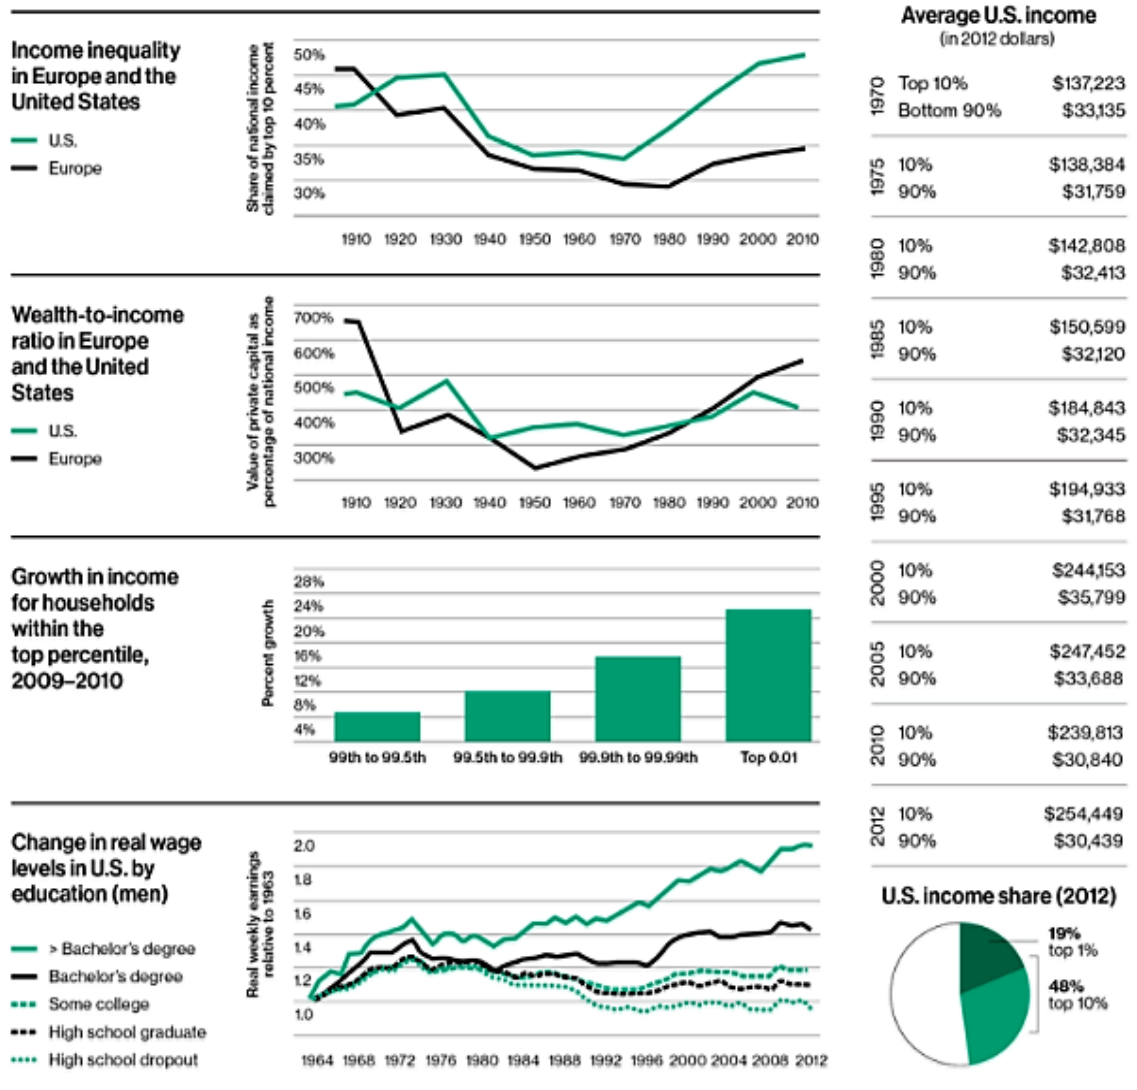 Income inequality
in Europe and the
United States
U.S.
Europe
Share of national income
claimed by top 10 percent
50%
45%
40%
35%
30%
1910 1920 1930 1940 1950 1960 1970 1980 1990 2000 2010
Wealth-to-income
ratio in Europe
and the United
States
U.S.
Europe
Value of private capital as
percentage of national income
700%
600%
500%
400%
300%
1910 1920 1930 1940 1950 1960 1970 1980 1990 2000 2010
Growth in income
for households
within the
top percentile,
2009–2010
Percent growth
28%
24%
20%
16%
12%
8%
4%
99th to 99.5th 99.5th to 99.9th 99.9th to 99.99th Top 0.01
Change in real wage
levels in U.S. by
education (men)
> Bachelor's degree
Bachelor's degree
Some college
High school graduate
High school dropout
Real weekly earnings
relative to 1963
2.0
1.8
1.6
1.4
1.2
1.0
1964 1968 1972 1976 1980 1984 1988 1992 1996 2000 2004 2008 2012
Average U.S. income
(in 2012 dollars)
1970
Top 10% $137,223
Bottom 90% $33,135
1975
10% $138,384
90% $31,759
1980
10% $142,808
90% $32,413
1985
10% $150,599
90% $32,120
1990
10% $184,843
90% $32,345
1995
10% $194,933
90% $31,768
2000
10% $244,153
90% $35,799
2005
10% $247,452
90% $33,688
2010
10% $239,813
90% $30,840
2012
10% $254,449
90% $30,439
U.S. income share (2012)
19%
top 1%
48%
top 10%